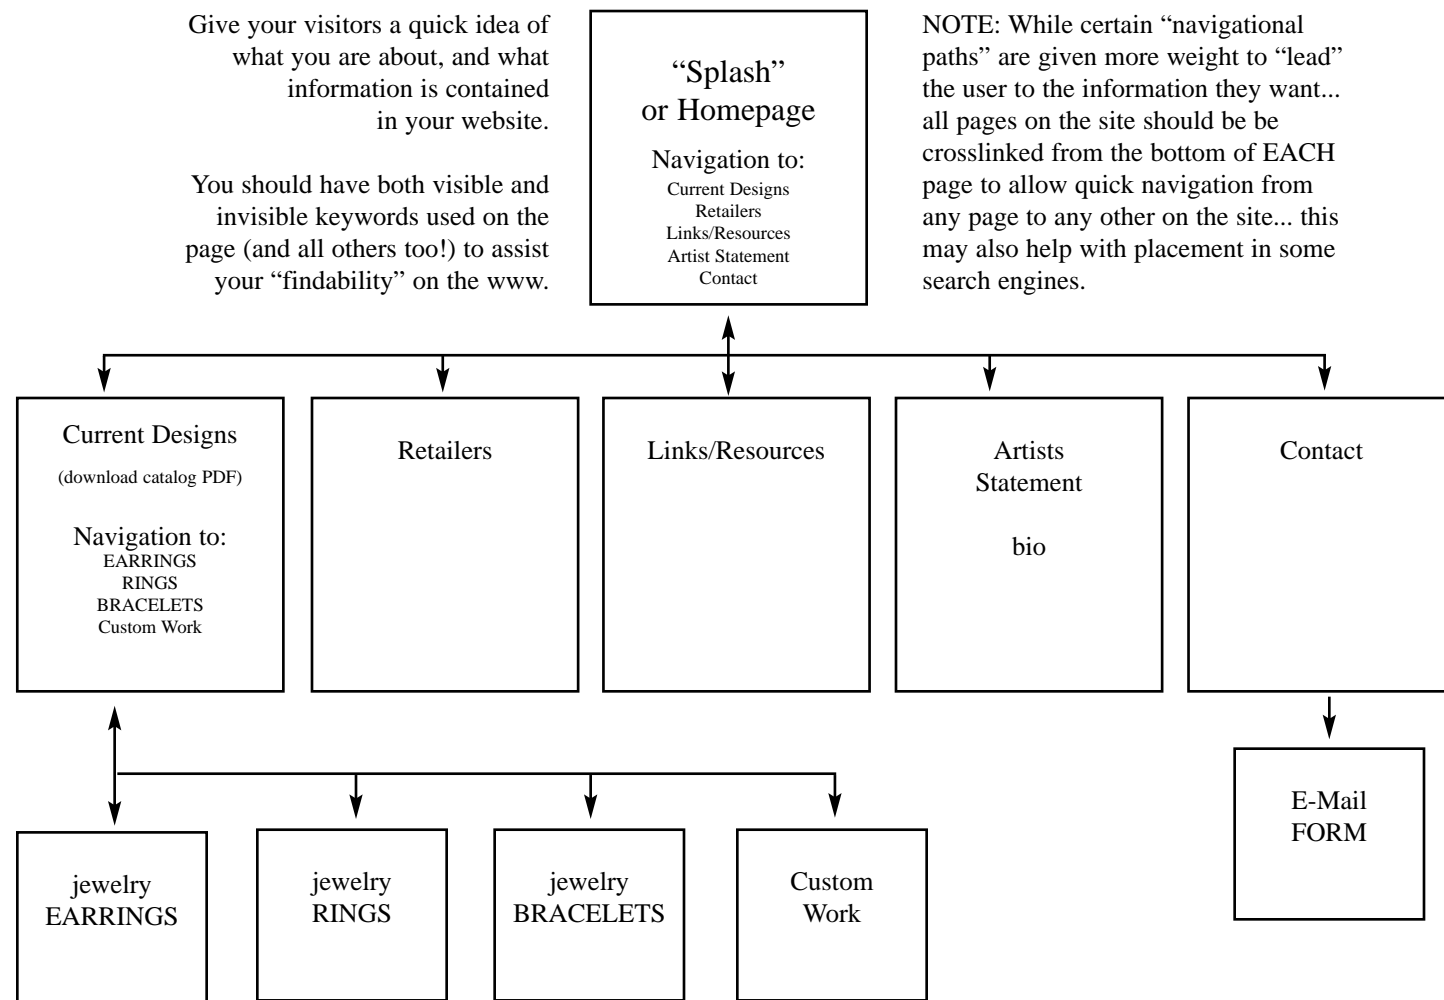 Give your visitors a quick idea of
what you are about, and what
information is contained
in your website.
You should have both visible and
invisible keywords used on the
page (and all others too!) to assist
your “findability” on the www.
“Splash”
or Homepage
Navigation to:
Current Designs
Retailers
Links/Resources
Artist Statement
Contact
NOTE: While certain “navigational
paths” are given more weight to “lead”
the user to the information they want...
all pages on the site should be be
crosslinked from the bottom of EACH
page to allow quick navigation from
any page to any other on the site... this
may also help with placement in some
search engines.
Current Designs
(download catalog PDF)
Navigation to:
EARRINGS
RINGS
BRACELETS
Custom Work
Retailers
Links/Resources
Artists
Statement
bio
Contact
jewelry
EARRINGS
jewelry
RINGS
jewelry
BRACELETS
Custom
Work
E-Mail
FORM